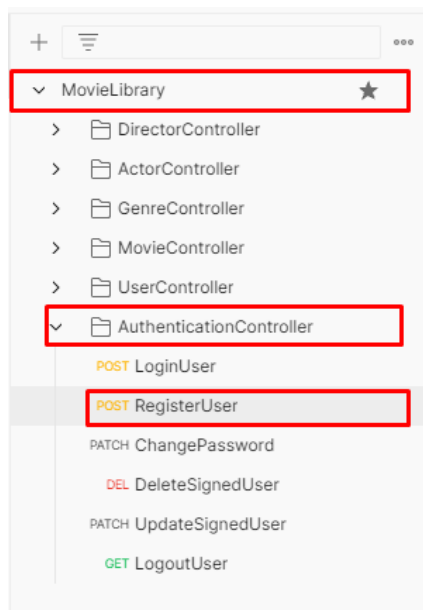 MovieLibrary
DirectorController
ActorController
GenreController
MovieController
UserController
AuthenticationController
POST LoginUser
POST RegisterUser
PATCH ChangePassword
DEL DeleteSignedUser
PATCH UpdateSignedUser
GET LogoutUser